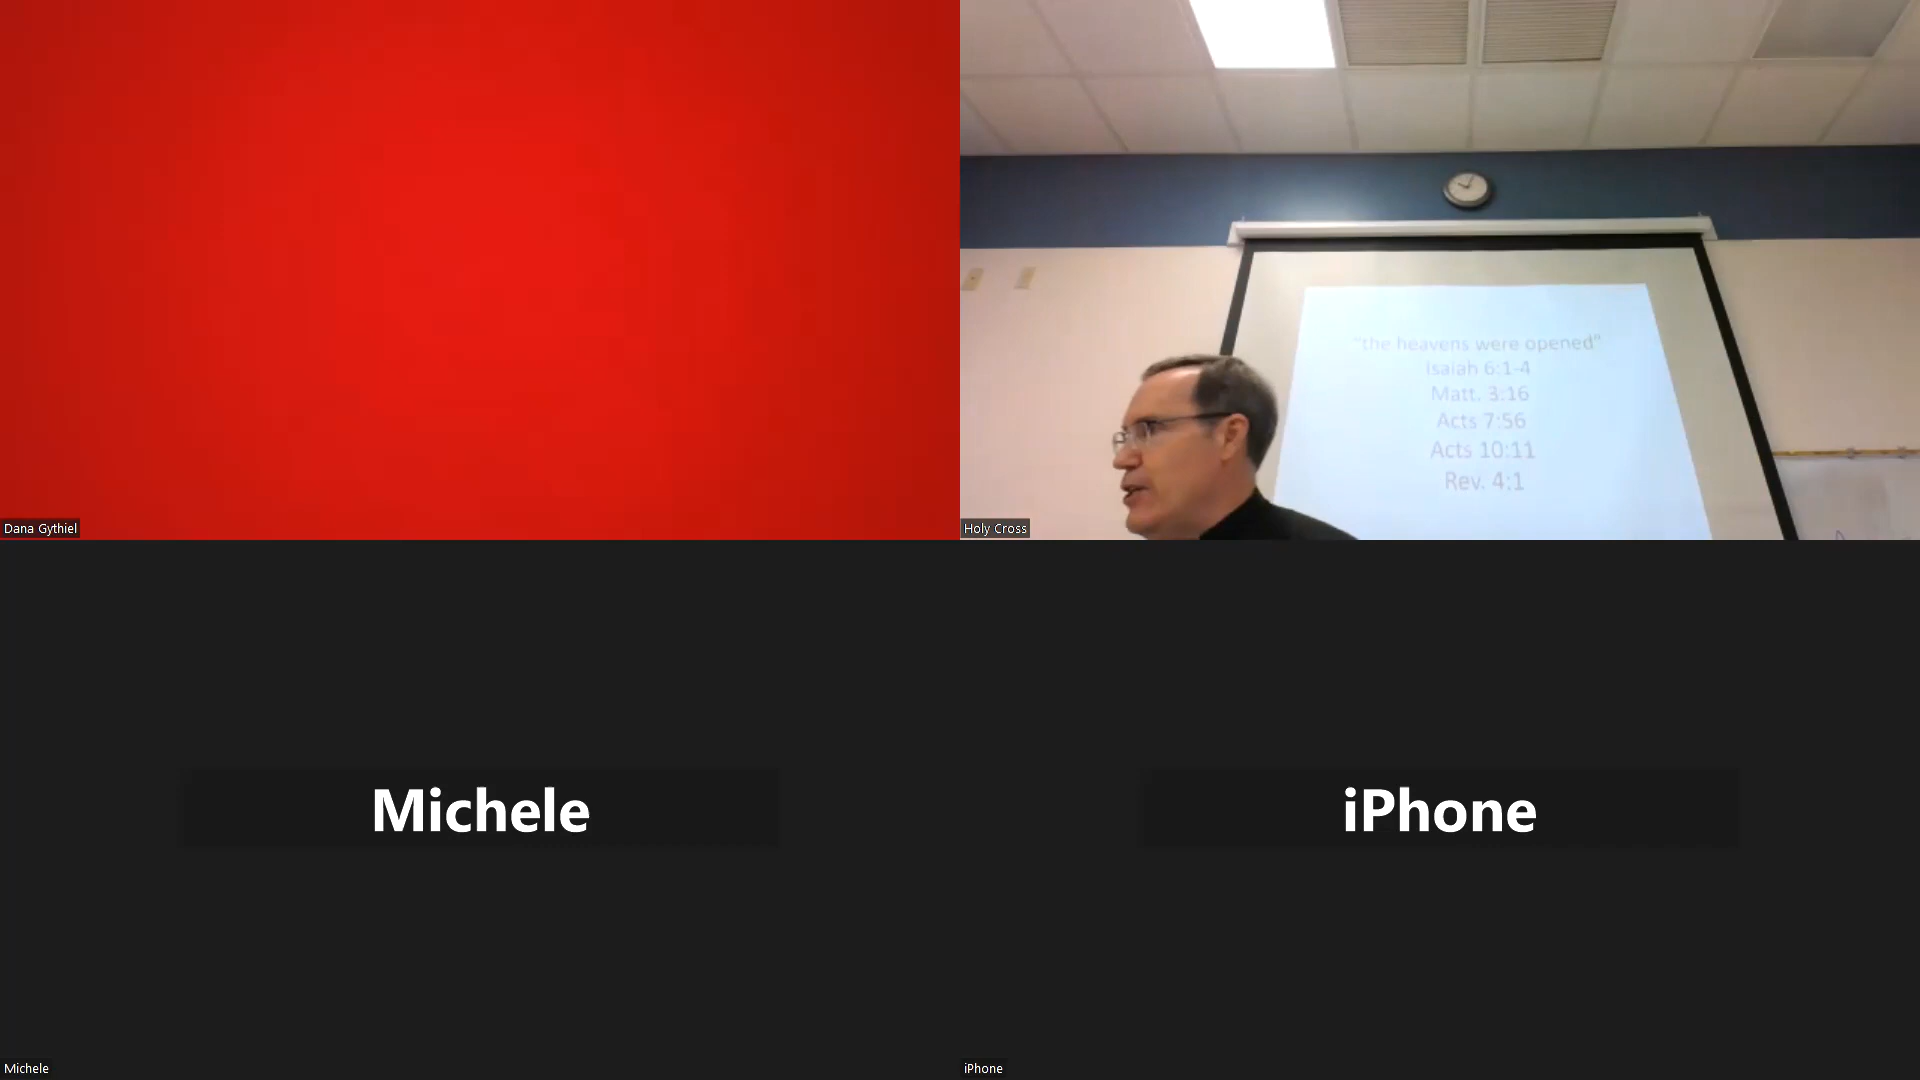 "the heavens were opened"
Isaiah 6:1-4
Matt. 3:16
Acts 7:56
Acts 10:11
Rev. 4:1
Dana Gythiel
Holy Cross
Michele
iPhone
Michele
iPhone